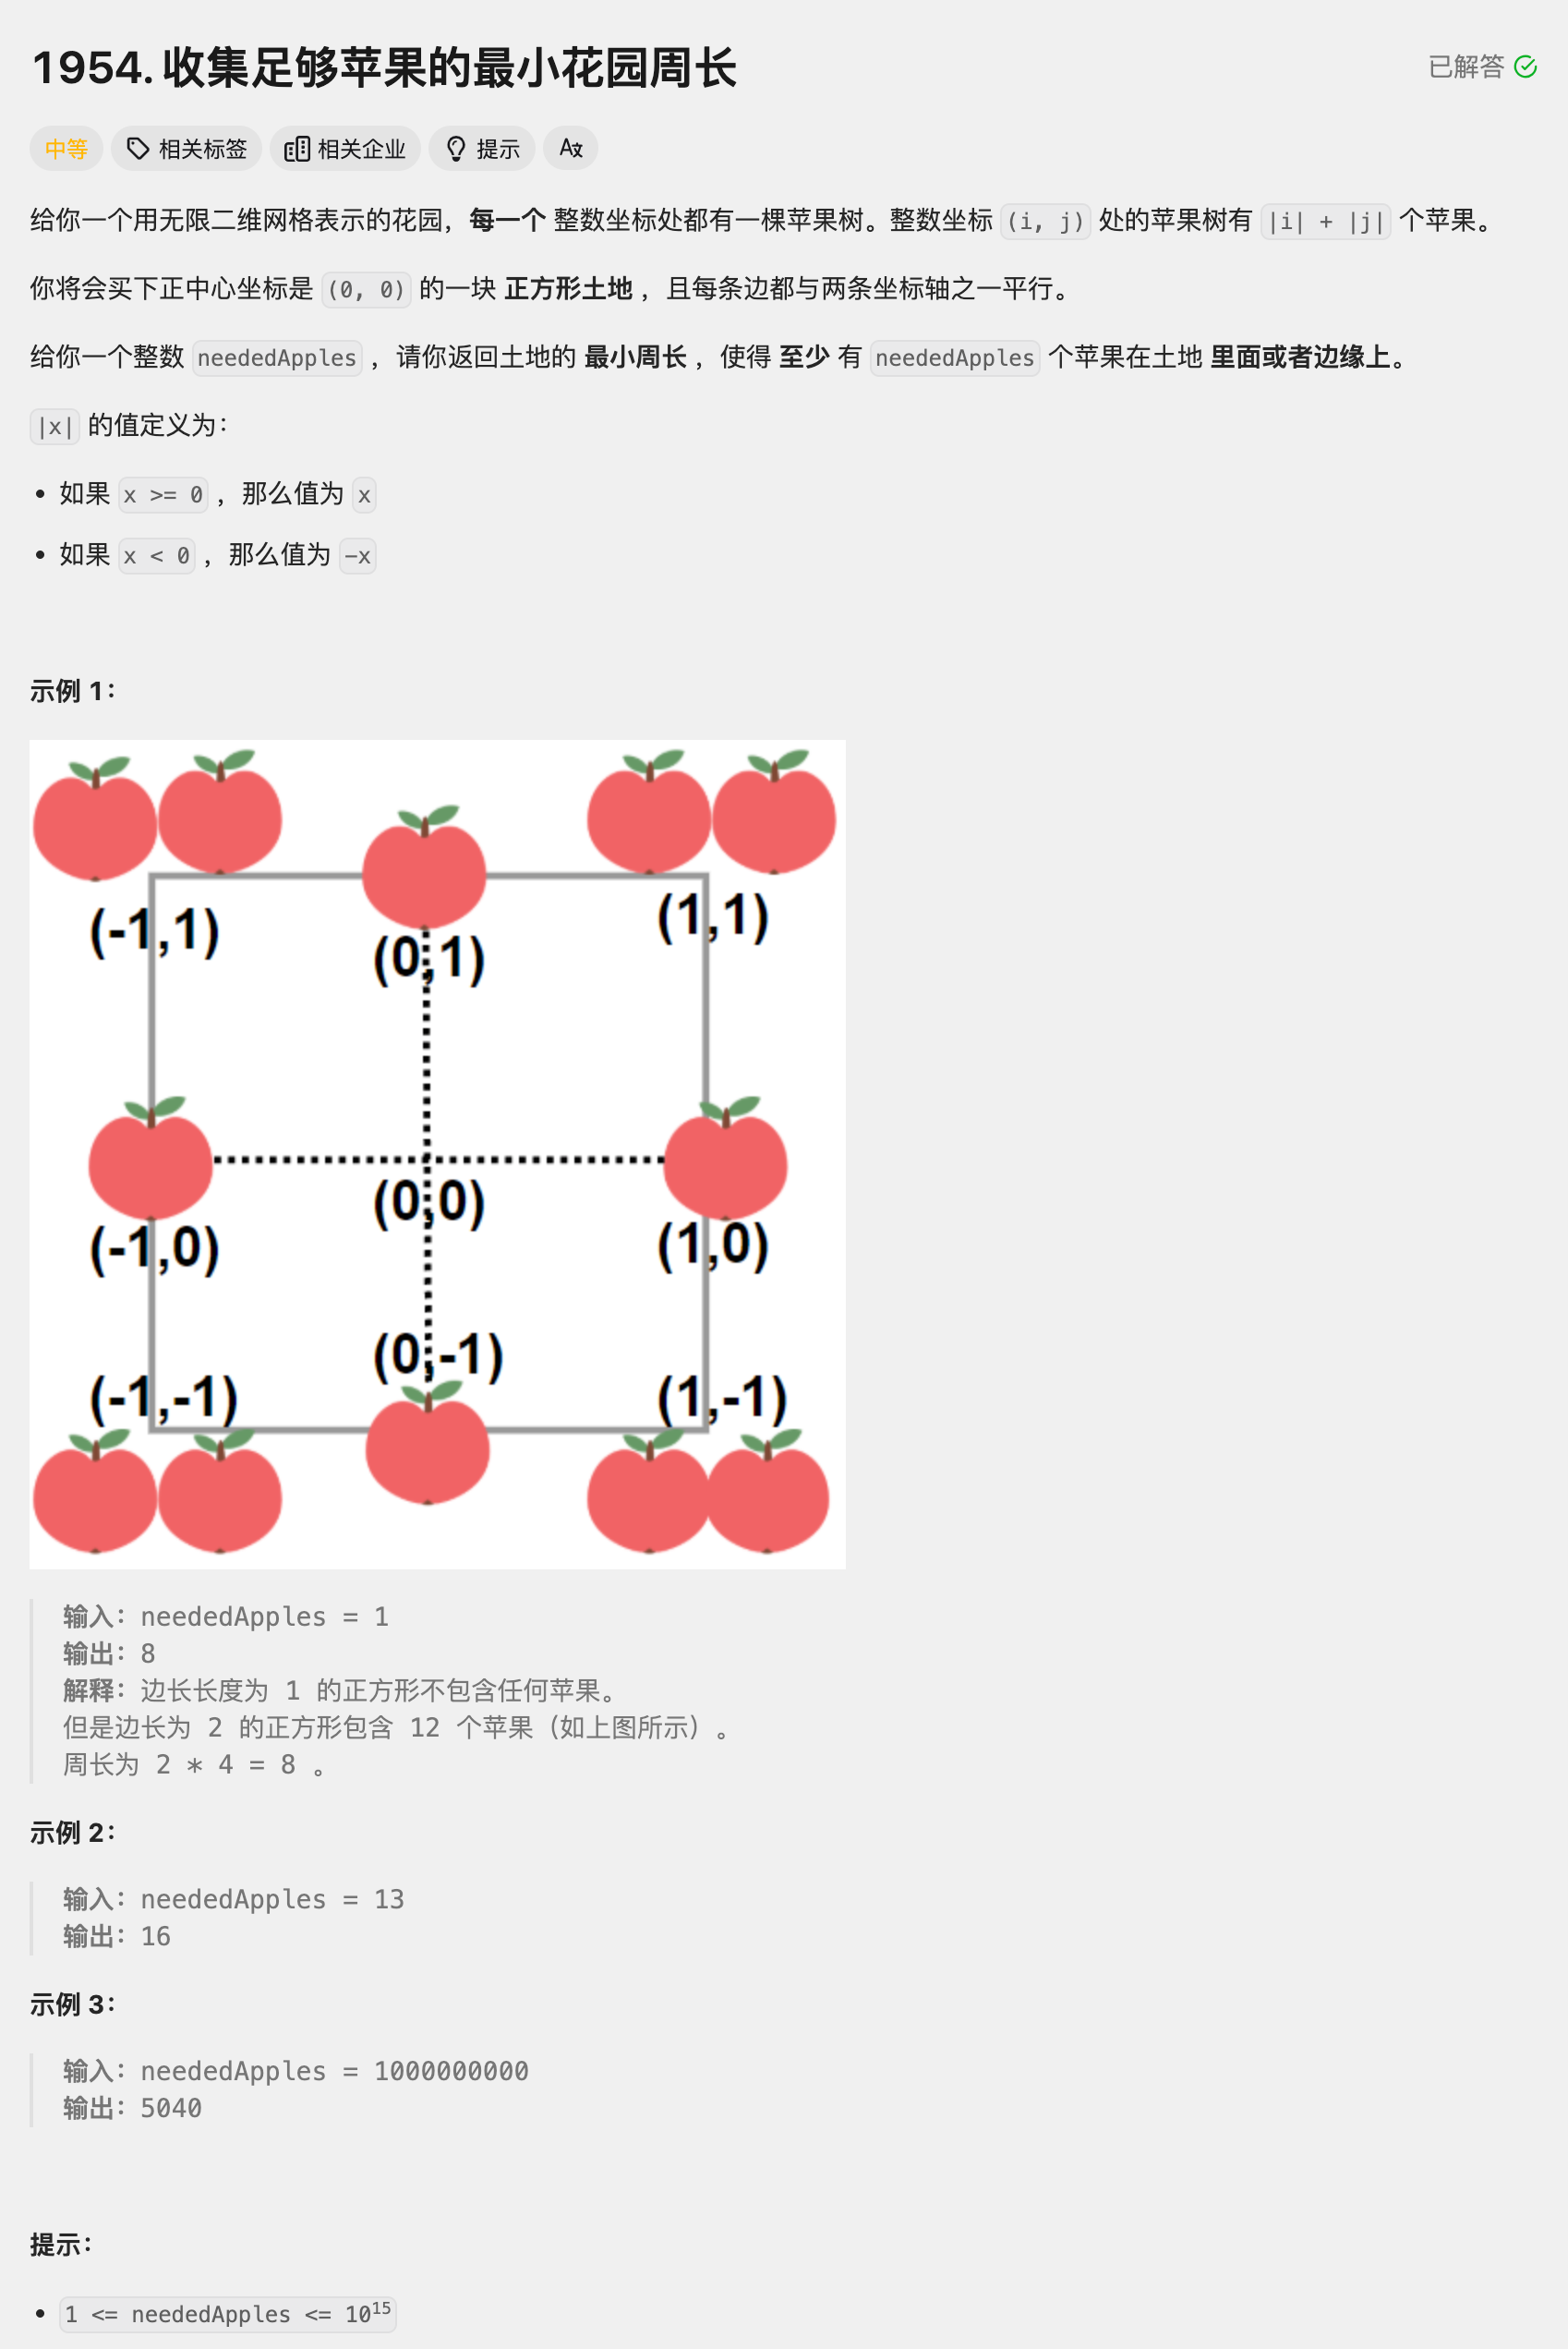 1954. 收集足够苹果的最小花园周长
已解答
中等 相关标签 相关企业 提示 A文
给你一个用无限二维网格表示的花园，每一个 整数坐标处都有一棵苹果树。整数坐标 (i, j) 处的苹果树有 |i| + |j| 个苹果。
你将会买下正中心坐标是 (0, 0) 的一块 正方形土地 ，且每条边都与两条坐标轴之一平行。
给你一个整数 neededApples ，请你返回土地的 最小周长 ，使得 至少 有 neededApples 个苹果在土地 里面或者边缘上。
|x| 的值定义为：
• 如果 x >= 0 ，那么值为 x
• 如果 x < 0 ，那么值为 -x
示例 1：
(-1,1) (0,1) (1,1)
(-1,0) (0,0) (1,0)
(-1,-1) (0,-1) (1,-1)
输入：neededApples = 1
输出：8
解释：边长长度为 1 的正方形不包含任何苹果。
但是边长为 2 的正方形包含 12 个苹果（如上图所示）。
周长为 2 * 4 = 8 。
示例 2：
输入：neededApples = 13
输出：16
示例 3：
输入：neededApples = 1000000000
输出：5040
提示：
• 1 <= neededApples <= 10¹⁵